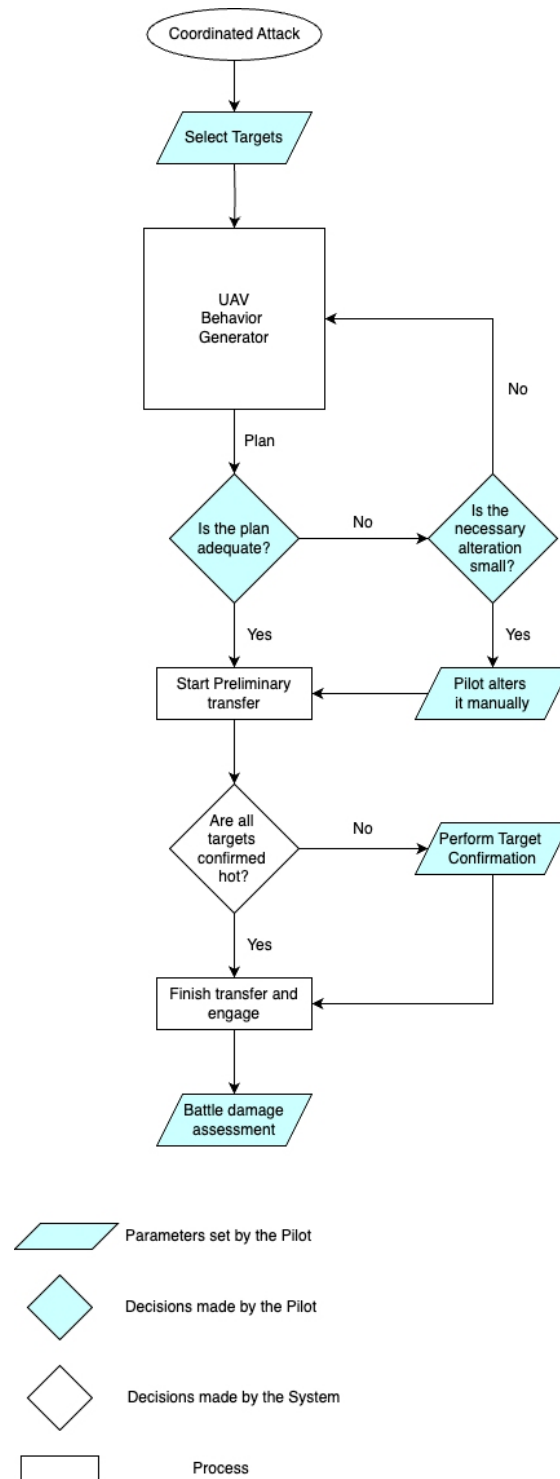 Coordinated Attack
Select Targets
UAV
Behavior
Generator
No
Plan
Is the plan
adequate?
No
Is the
necessary
alteration
small?
Yes
Yes
Start Preliminary
transfer
Pilot alters
it manually
Are all
targets
confirmed
hot?
No
Perform Target
Confirmation
Yes
Finish transfer and
engage
Battle damage
assessment
Parameters set by the Pilot
Decisions made by the Pilot
Decisions made by the System
Process